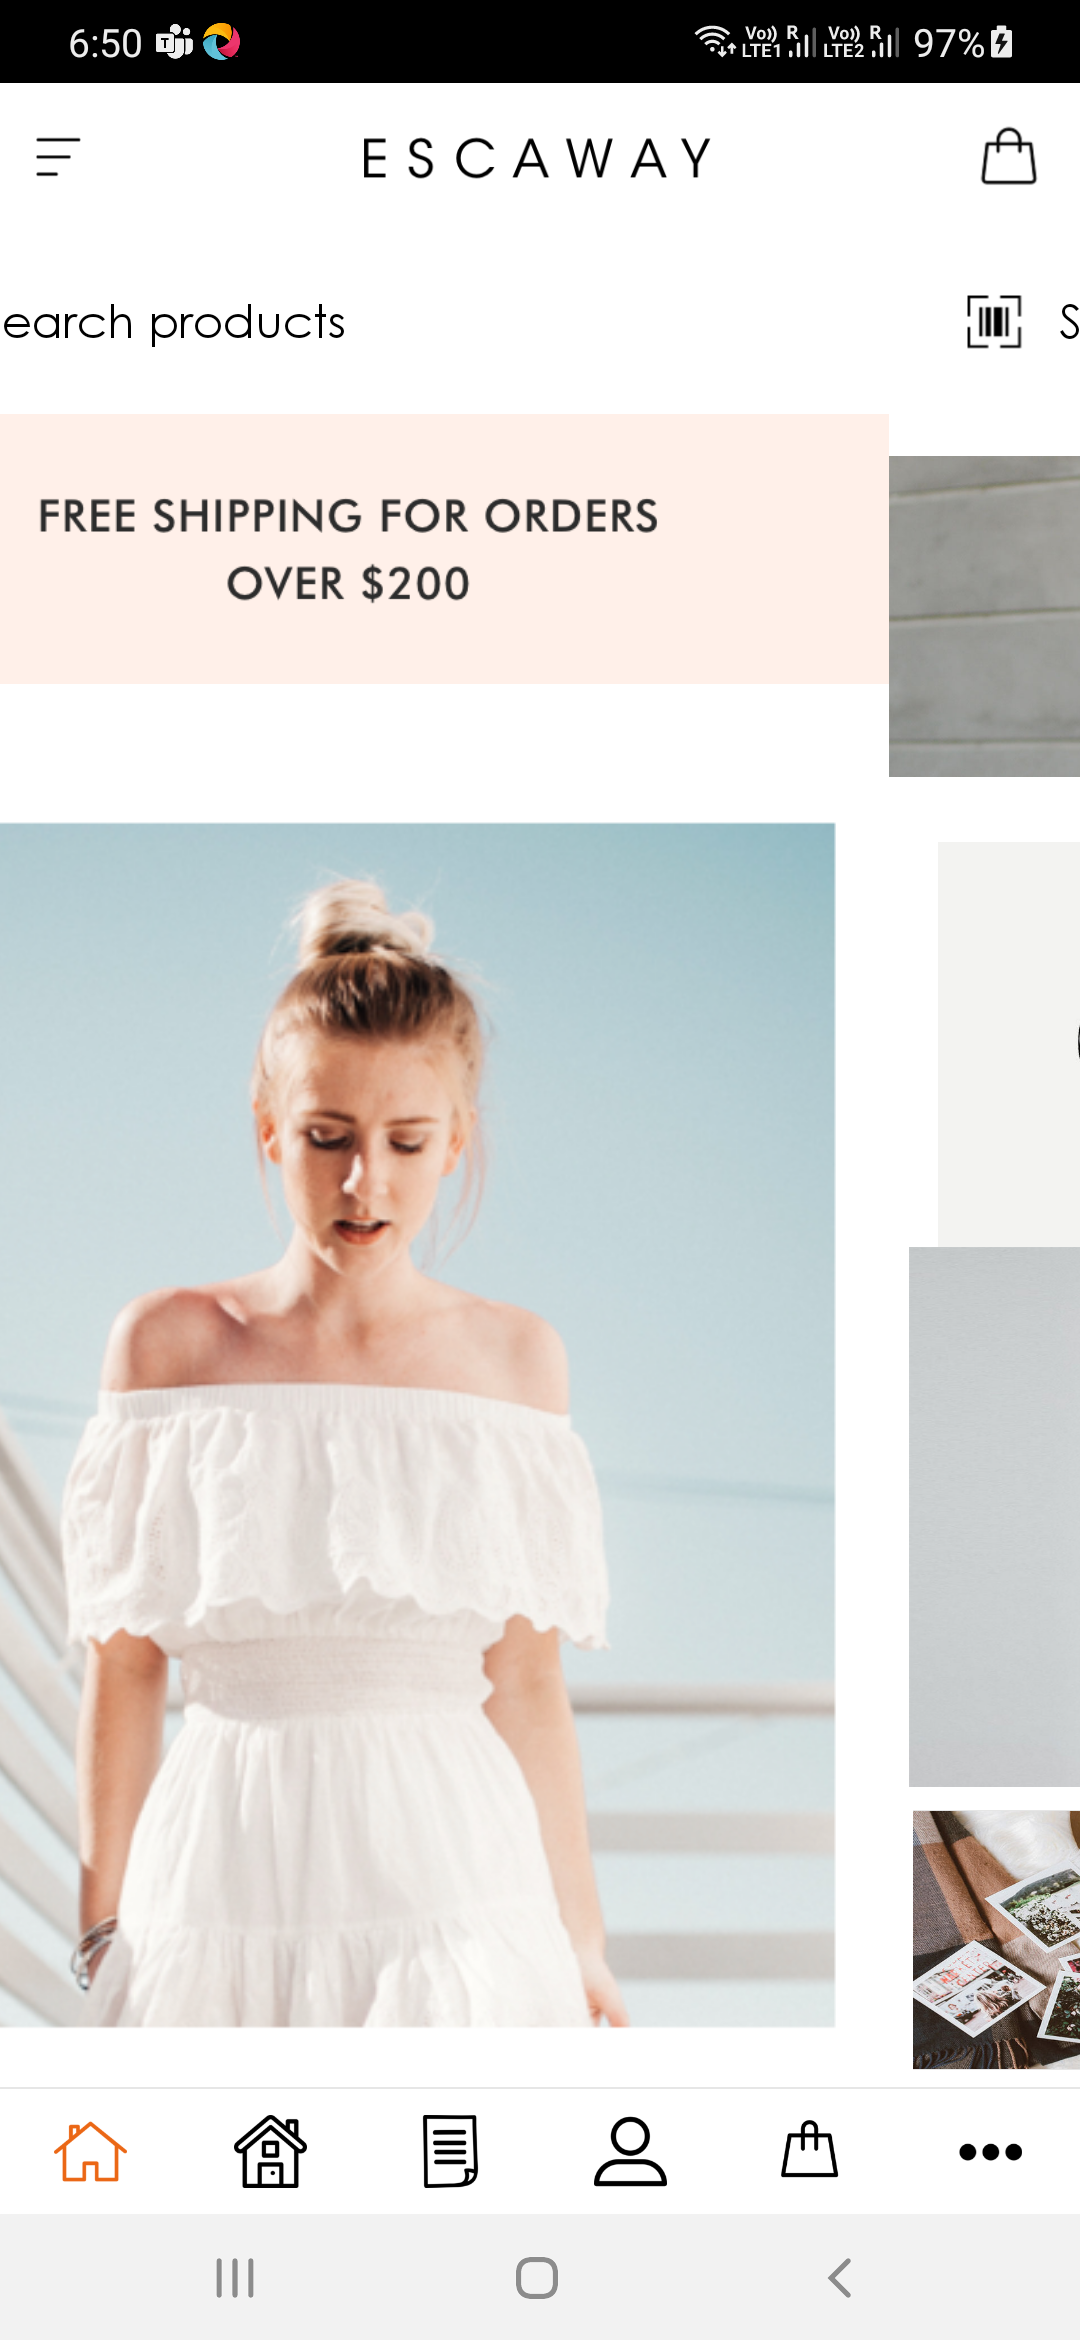 6:50
Vo)) R Vo)) R 97%
LTE1 LTE2
ESCAWAY
earch products
S
FREE SHIPPING FOR ORDERS
OVER $200